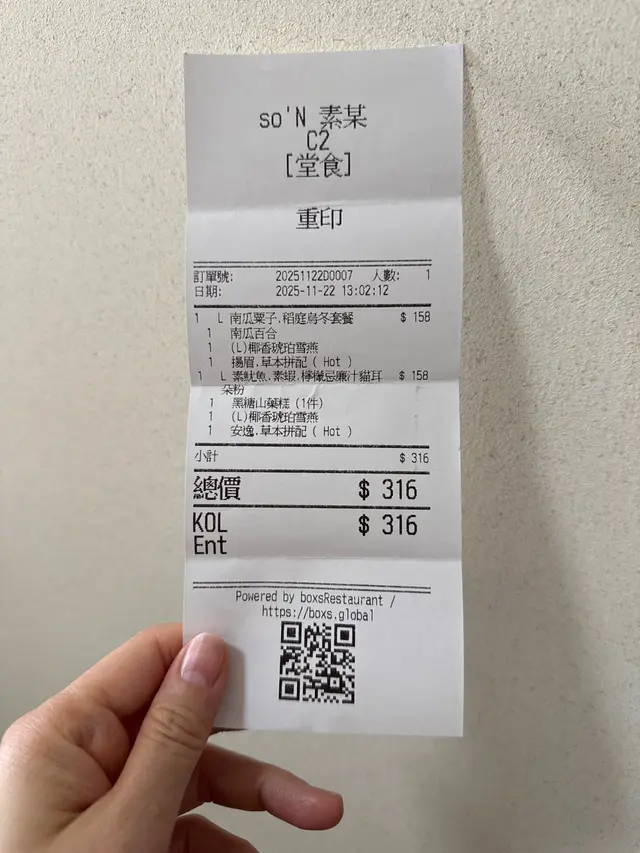 so'N 素某
C2
[堂食]
重印
訂單號: 20251122D0007 人數: 1
日期: 2025-11-22 13:02:12
1 L 南瓜粟子.稻庭烏冬套餐 $ 158
1 南瓜百合
1 (L)椰香琥珀雪燕
1 揚眉.草本拼配 ( Hot )
1 L 素魷魚.素蝦.檸檬忌廉汁貓耳 $ 158
朵粉
1 黑糖山藥糕 (1件)
1 (L)椰香琥珀雪燕
1 安逸.草本拼配 ( Hot )
小計 $ 316
總價 $ 316
KOL $ 316
Ent
Powered by boxsRestaurant /
https://boxs.global